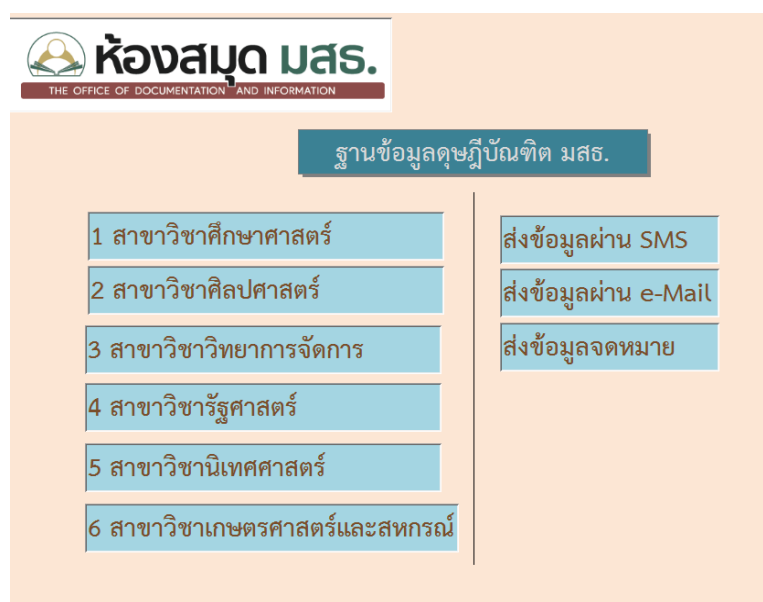 ห้องสมุด มสธ.
THE OFFICE OF DOCUMENTATION AND INFORMATION
ฐานข้อมูลดุษฎีบัณฑิต มสธ.
1 สาขาวิชาศึกษาศาสตร์
2 สาขาวิชาศิลปศาสตร์
3 สาขาวิชาวิทยาการจัดการ
4 สาขาวิชารัฐศาสตร์
5 สาขาวิชานิเทศศาสตร์
6 สาขาวิชาเกษตรศาสตร์และสหกรณ์
ส่งข้อมูลผ่าน SMS
ส่งข้อมูลผ่าน e-Mail
ส่งข้อมูลจดหมาย